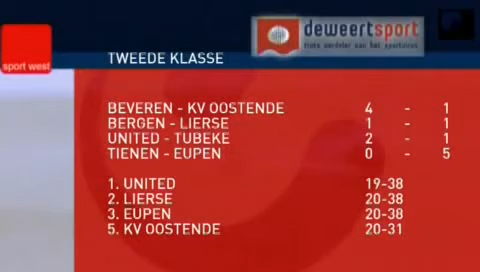 deweertsport
trots verdeler van het sportvirus
sport west
TWEEDE KLASSE
BEVEREN - KV OOSTENDE 4 - 1
BERGEN - LIERSE 1 - 1
UNITED - TUBEKE 2 - 1
TIENEN - EUPEN 0 - 5
1. UNITED 19-38
2. LIERSE 20-38
3. EUPEN 20-38
5. KV OOSTENDE 20-31